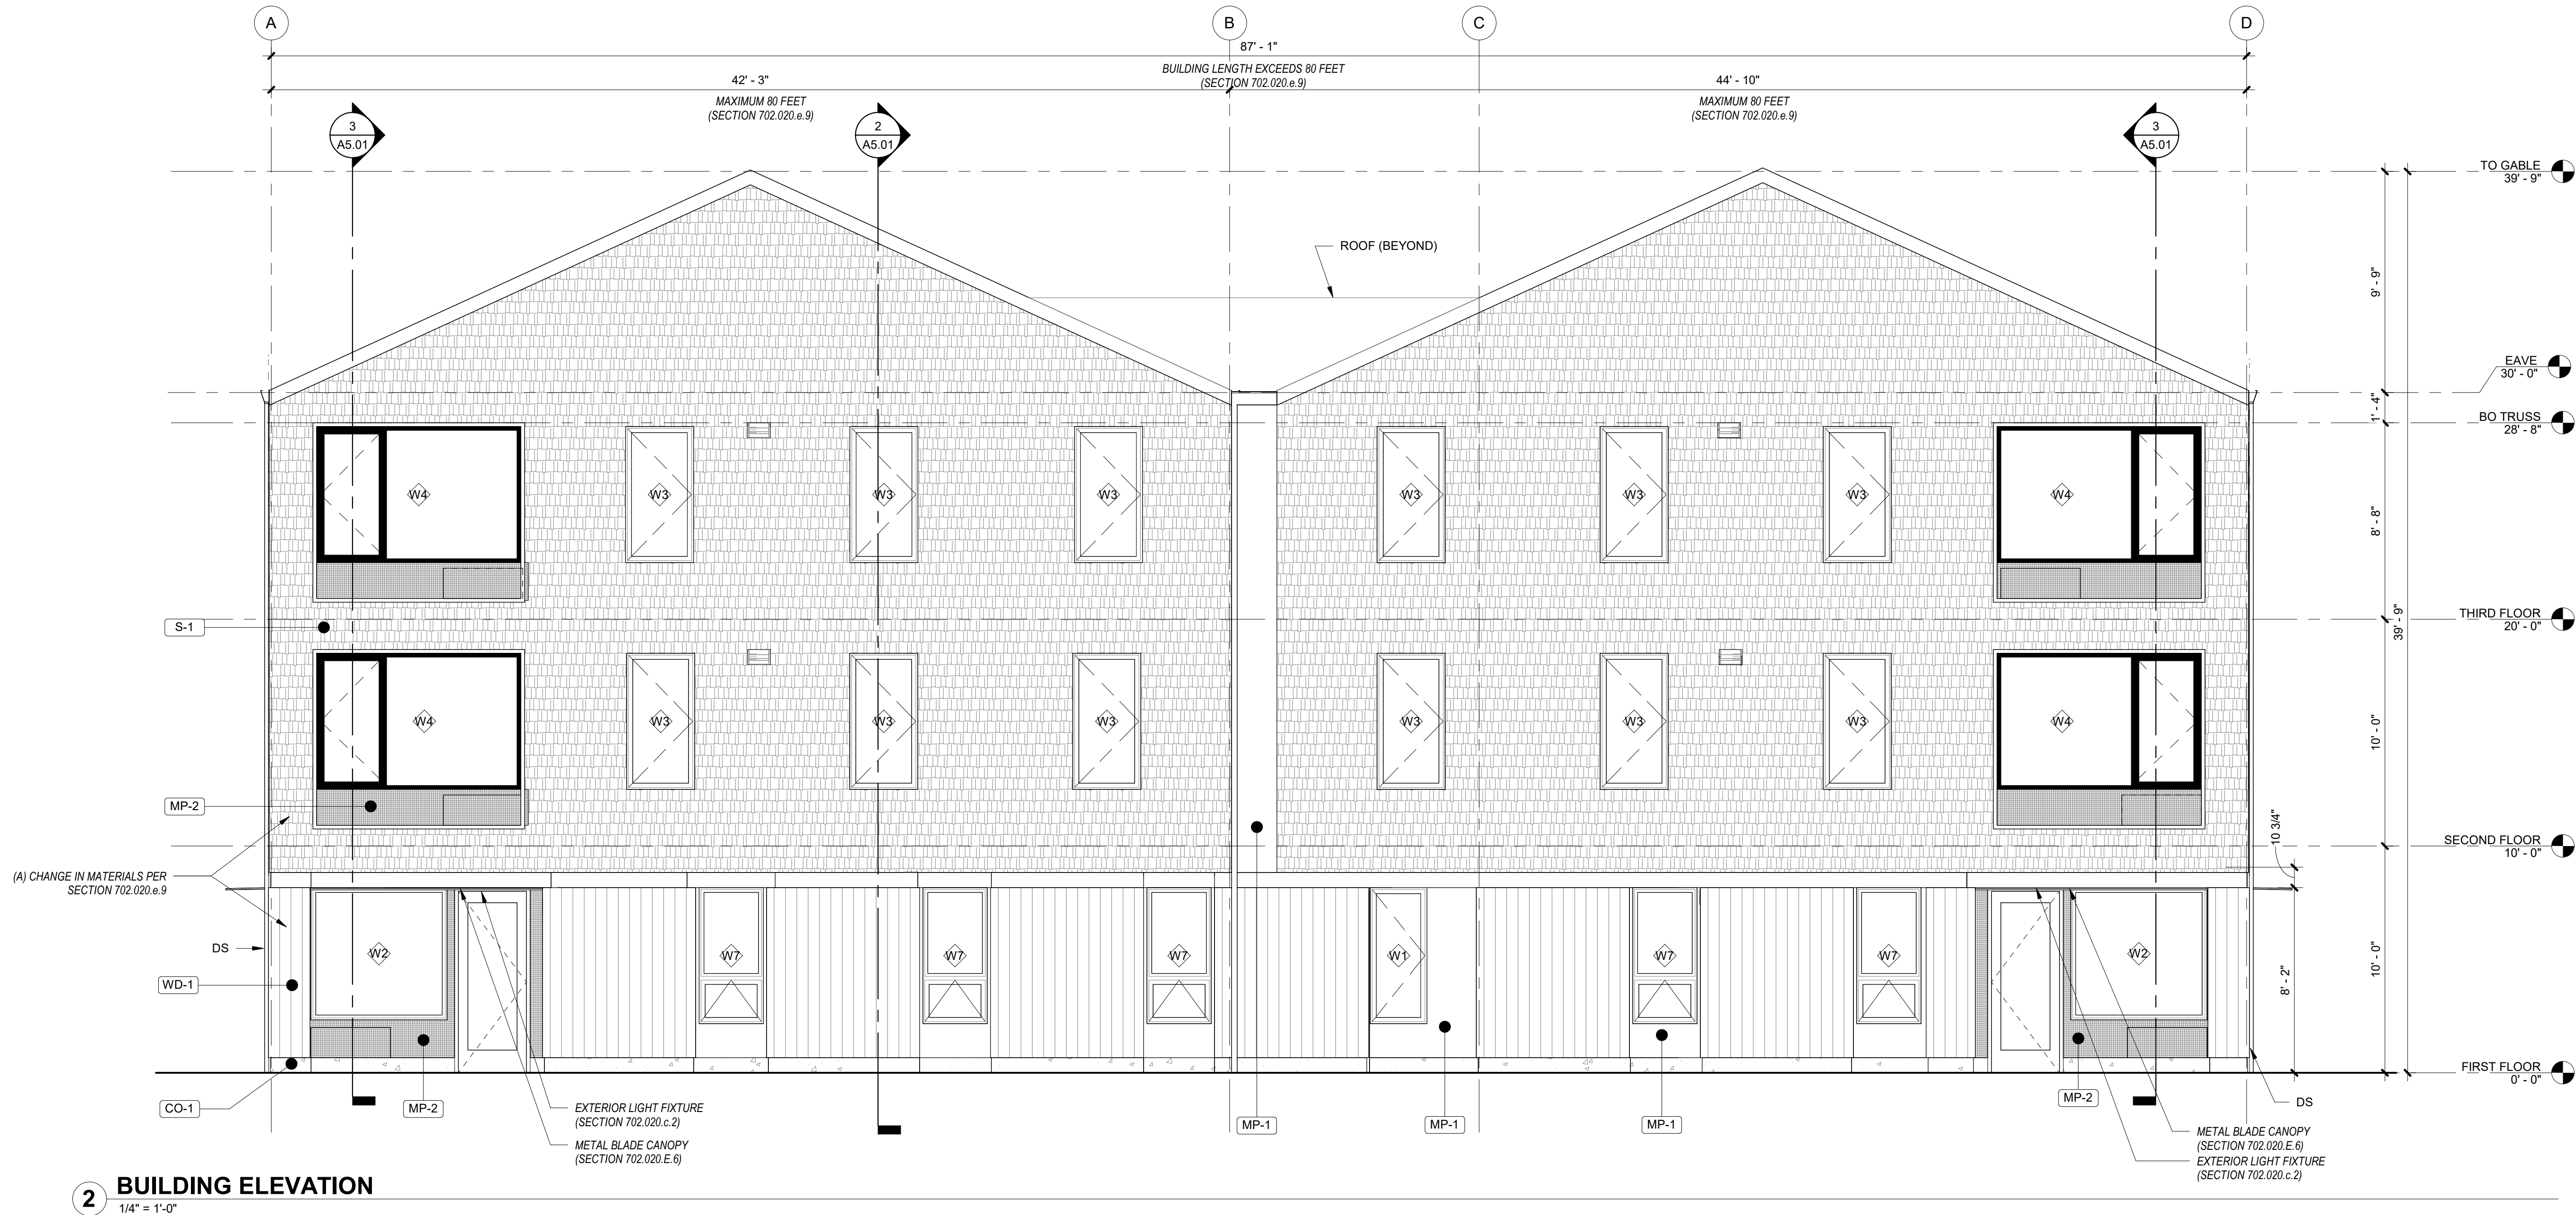 A
B
C
D
87' - 1"
BUILDING LENGTH EXCEEDS 80 FEET
(SECTION 702.020.e.9)
42' - 3"
44' - 10"
MAXIMUM 80 FEET
(SECTION 702.020.e.9)
MAXIMUM 80 FEET
(SECTION 702.020.e.9)
3
A5.01
2
A5.01
3
A5.01
TO GABLE
39' - 9"
ROOF (BEYOND)
9' - 9"
EAVE
30' - 0"
1' - 4"
BO TRUSS
28' - 8"
W4
W3
W3
W3
W3
W3
W3
W4
8' - 8"
S-1
THIRD FLOOR
20' - 0"
39' - 9"
W4
W3
W3
W3
W3
W3
W3
W4
10' - 0"
MP-2
10 3/4"
SECOND FLOOR
10' - 0"
(A) CHANGE IN MATERIALS PER
SECTION 702.020.e.9
DS
W2
W7
W7
W7
W1
W7
W7
W2
WD-1
8' - 2"
10' - 0"
FIRST FLOOR
0' - 0"
CO-1
MP-2
EXTERIOR LIGHT FIXTURE
(SECTION 702.020.c.2)
METAL BLADE CANOPY
(SECTION 702.020.E.6)
MP-1
MP-1
MP-1
MP-2
DS
METAL BLADE CANOPY
(SECTION 702.020.E.6)
EXTERIOR LIGHT FIXTURE
(SECTION 702.020.c.2)
2
BUILDING ELEVATION
1/4" = 1'-0"